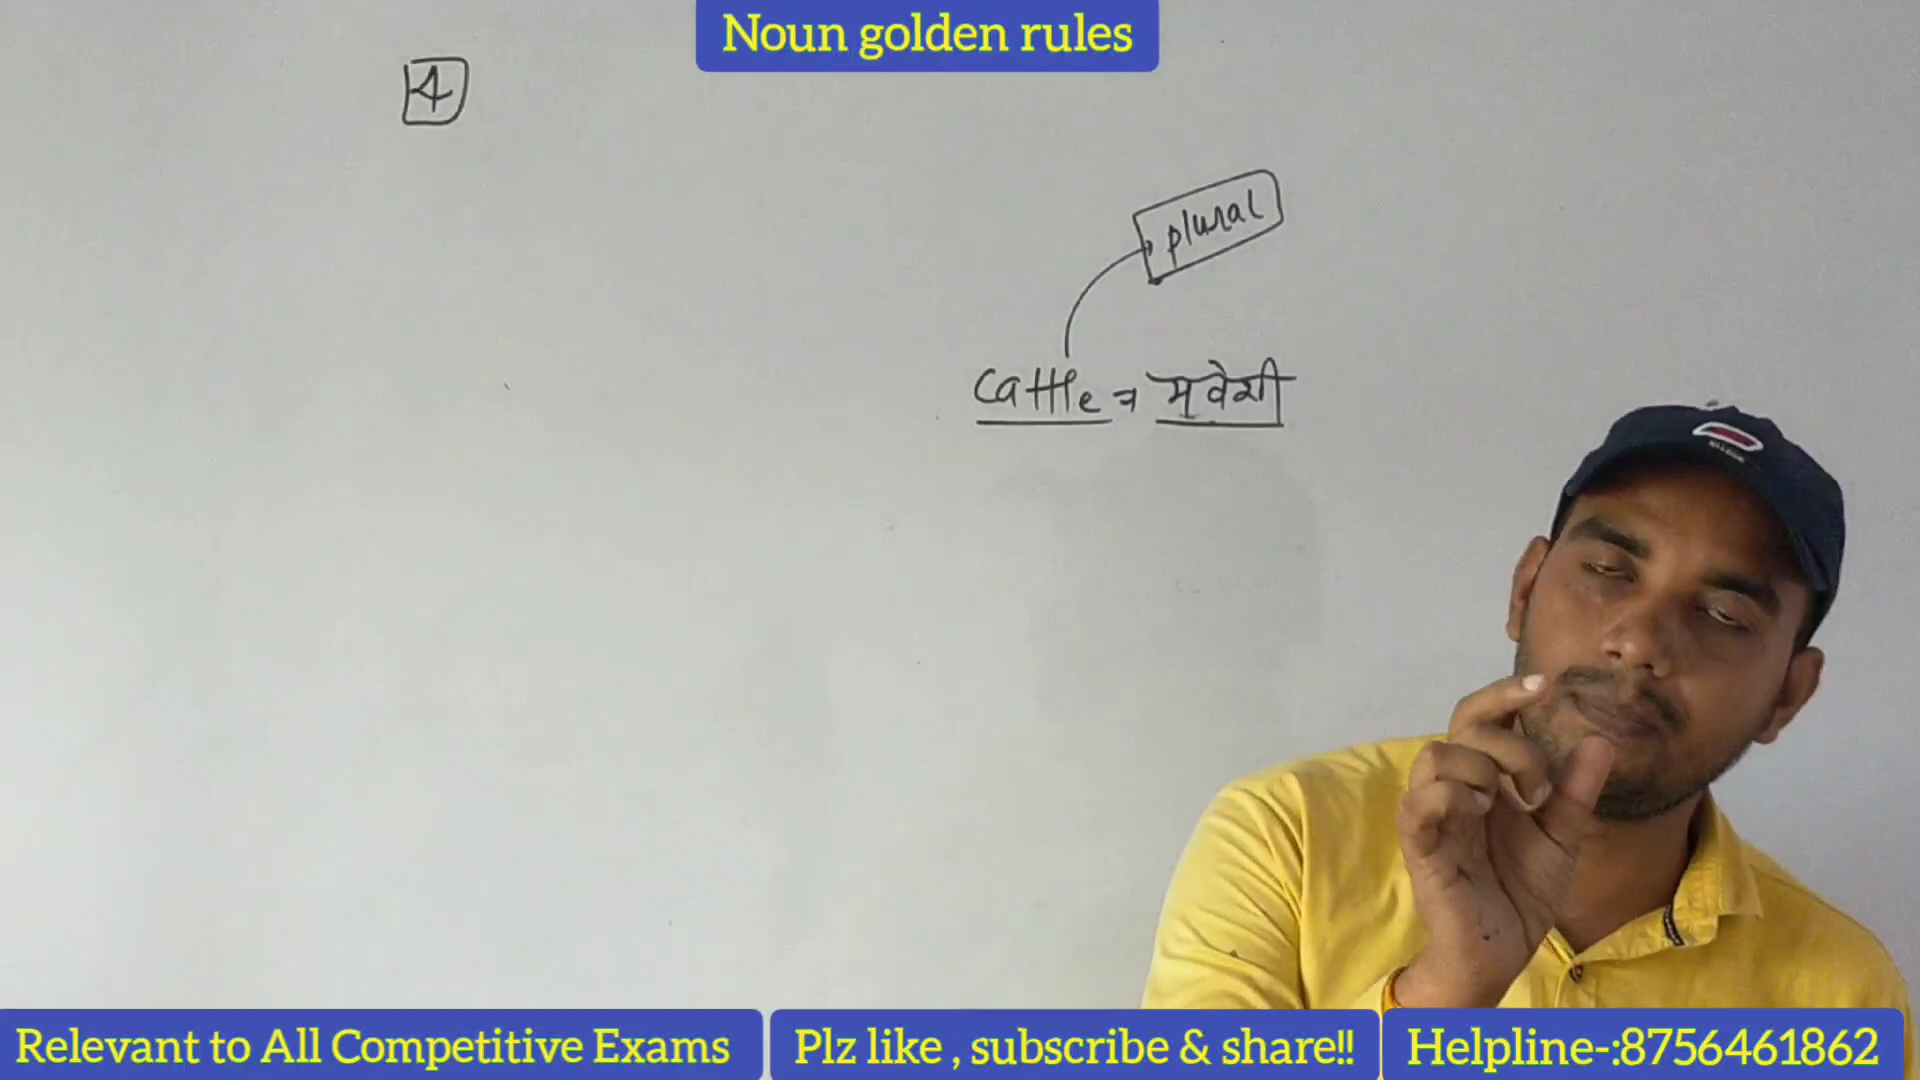 Noun golden rules
4
plural
Cattle = मवेशी
Relevant to All Competitive Exams
Plz like , subscribe & share!!
Helpline-:8756461862